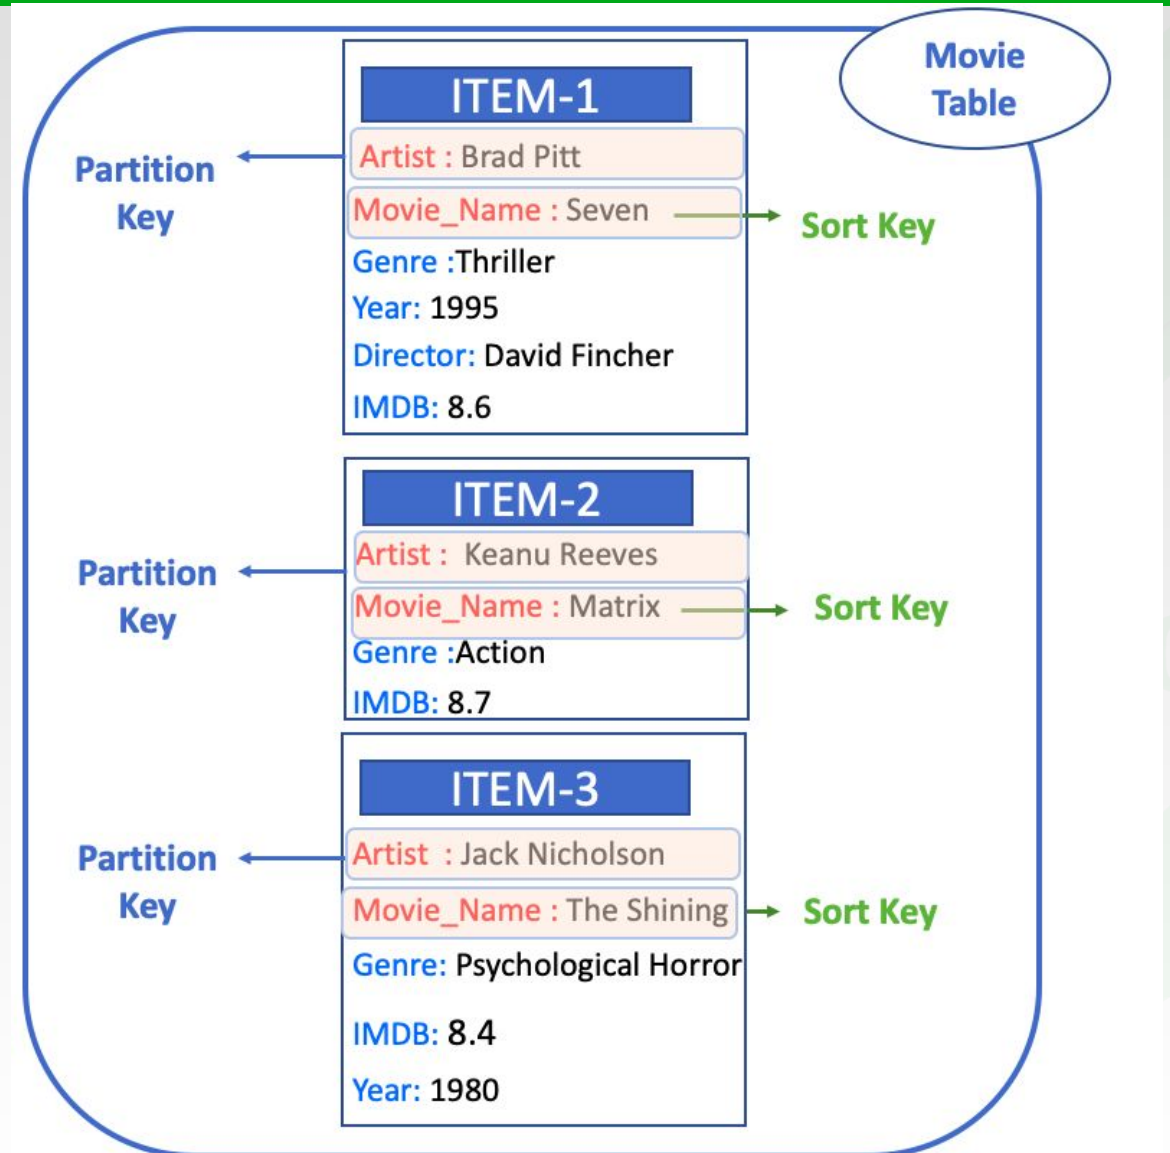 Movie
Table
ITEM-1
Partition
Key
Artist : Brad Pitt
Movie_Name : Seven
Sort Key
Genre :Thriller
Year: 1995
Director: David Fincher
IMDB: 8.6
ITEM-2
Partition
Key
Artist : Keanu Reeves
Movie_Name : Matrix
Sort Key
Genre :Action
IMDB: 8.7
ITEM-3
Partition
Key
Artist : Jack Nicholson
Movie_Name : The Shining
Sort Key
Genre: Psychological Horror
IMDB: 8.4
Year: 1980